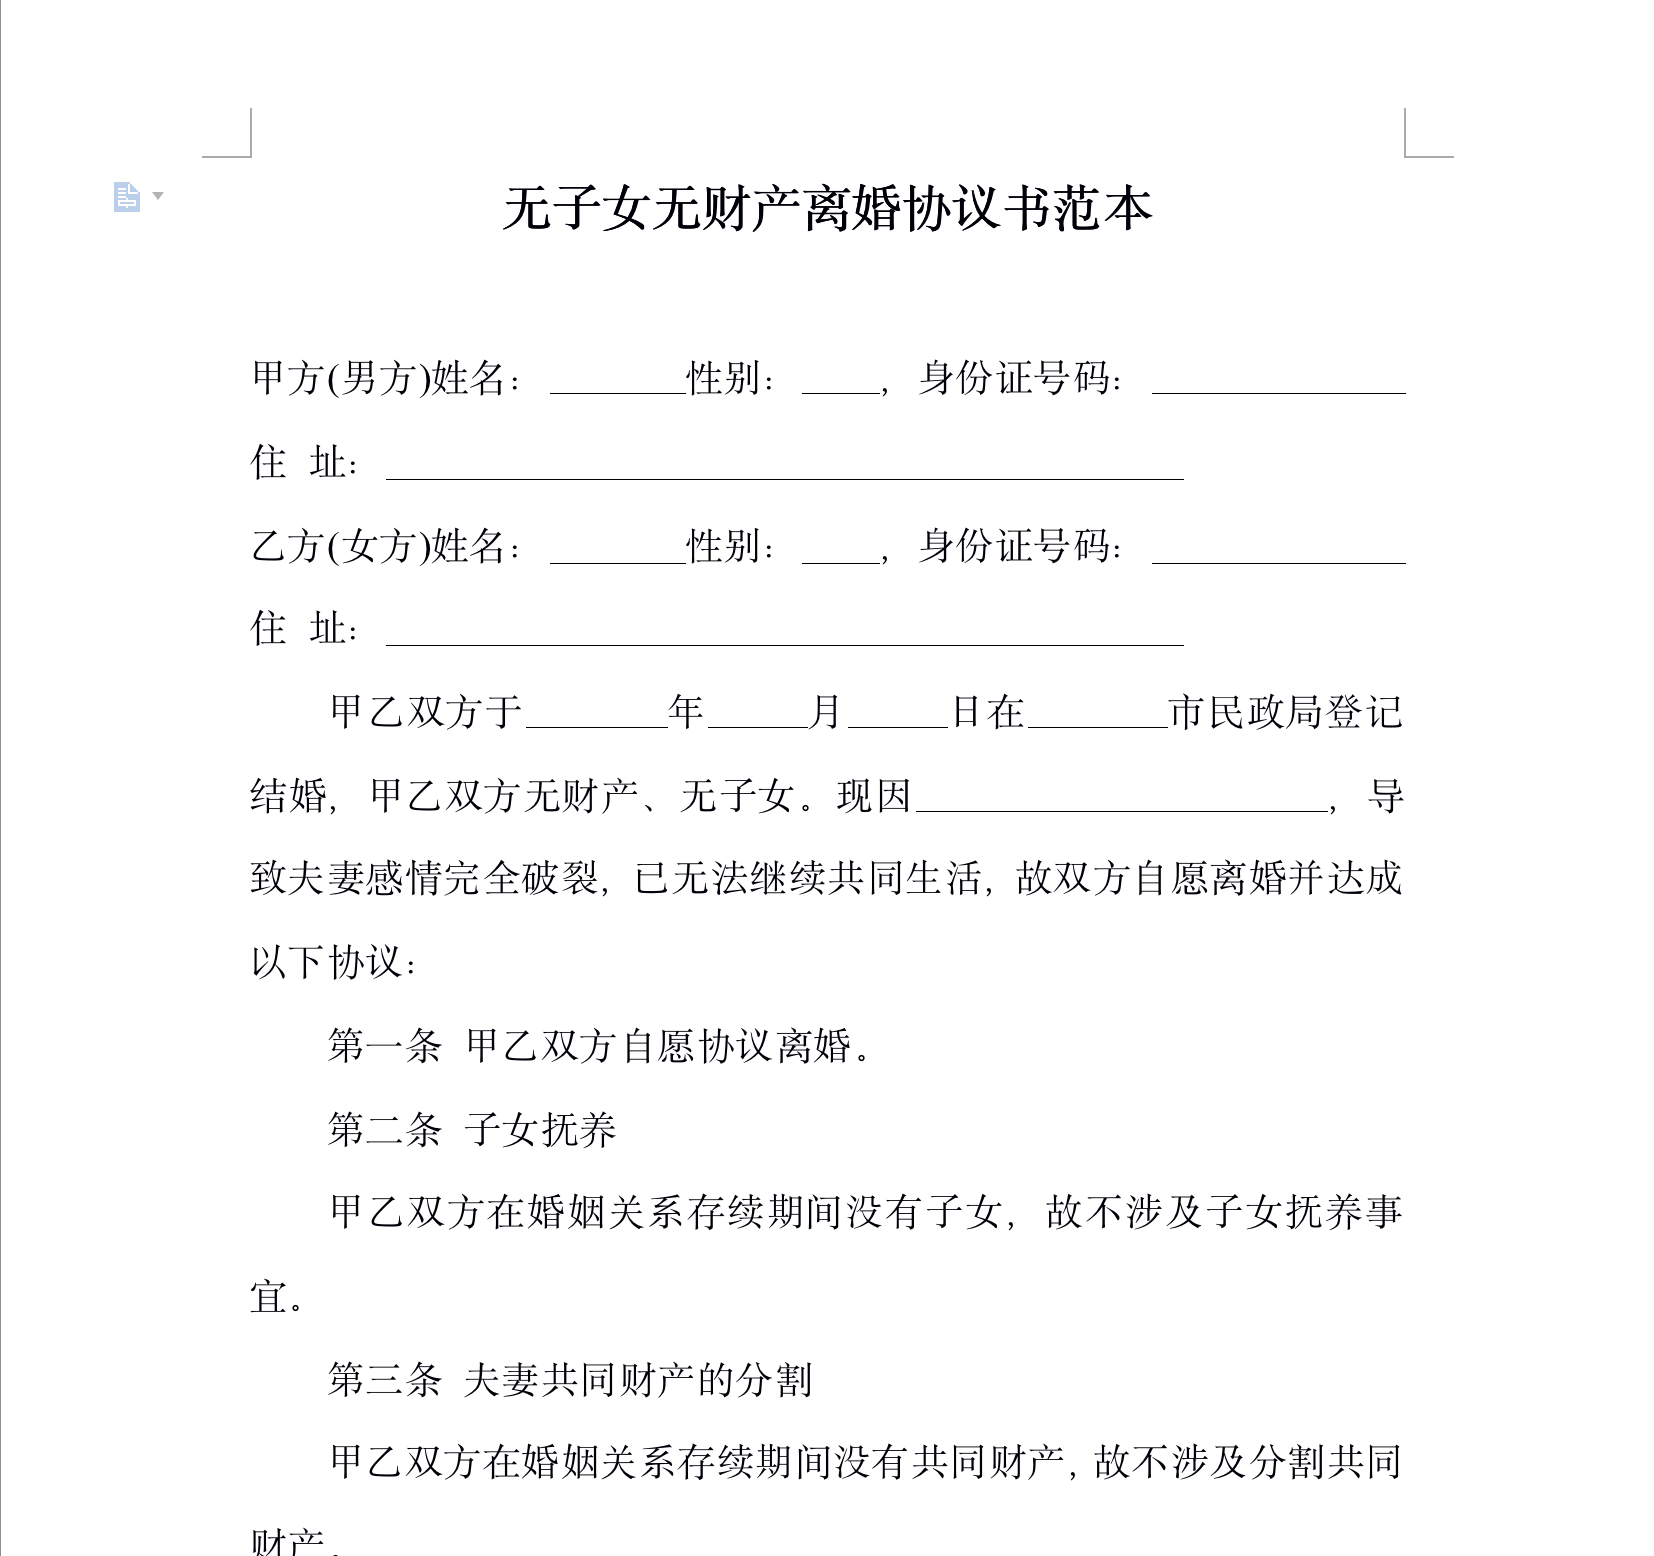 无子女无财产离婚协议书范本
甲方(男方)姓名：_______性别：____，身份证号码：_____________
住 址：_________________________________________
乙方(女方)姓名：_______性别：____，身份证号码：_____________
住 址：_________________________________________
甲乙双方于_______年_____月_____日在_______市民政局登记
结婚，甲乙双方无财产、无子女。现因_____________________，导
致夫妻感情完全破裂，已无法继续共同生活，故双方自愿离婚并达成
以下协议：
第一条 甲乙双方自愿协议离婚。
第二条 子女抚养
甲乙双方在婚姻关系存续期间没有子女，故不涉及子女抚养事
宜。
第三条 夫妻共同财产的分割
甲乙双方在婚姻关系存续期间没有共同财产，故不涉及分割共同
财产。